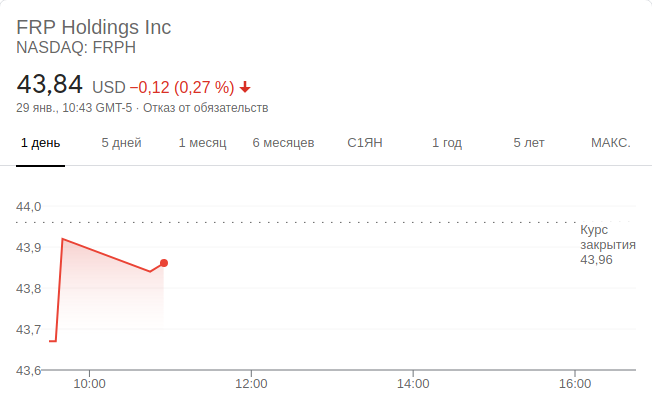 FRP Holdings Inc
NASDAQ: FRPH
43,84 USD −0,12 (0,27 %)
29 янв., 10:43 GMT-5 · Отказ от обязательств
1 день 5 дней 1 месяц 6 месяцев С1ЯН 1 год 5 лет МАКС.
44,0
Курс
закрытия
43,96
43,9
43,8
43,7
43,6
10:00 12:00 14:00 16:00